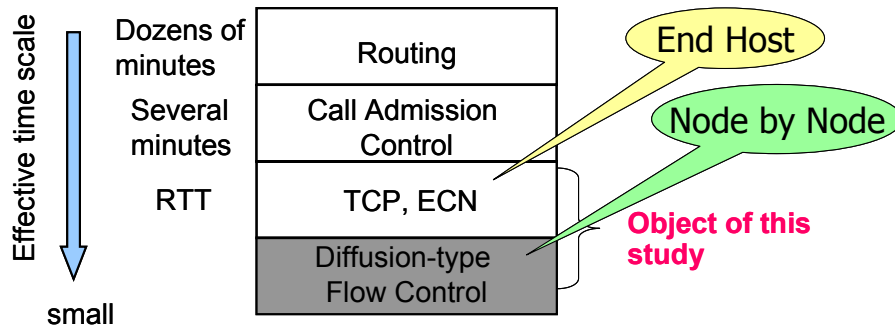 Effective time scale
Dozens of
minutes
Routing
End Host
Several
minutes
Call Admission
Control
Node by Node
RTT
TCP, ECN
Object of this
study
Diffusion-type
Flow Control
small